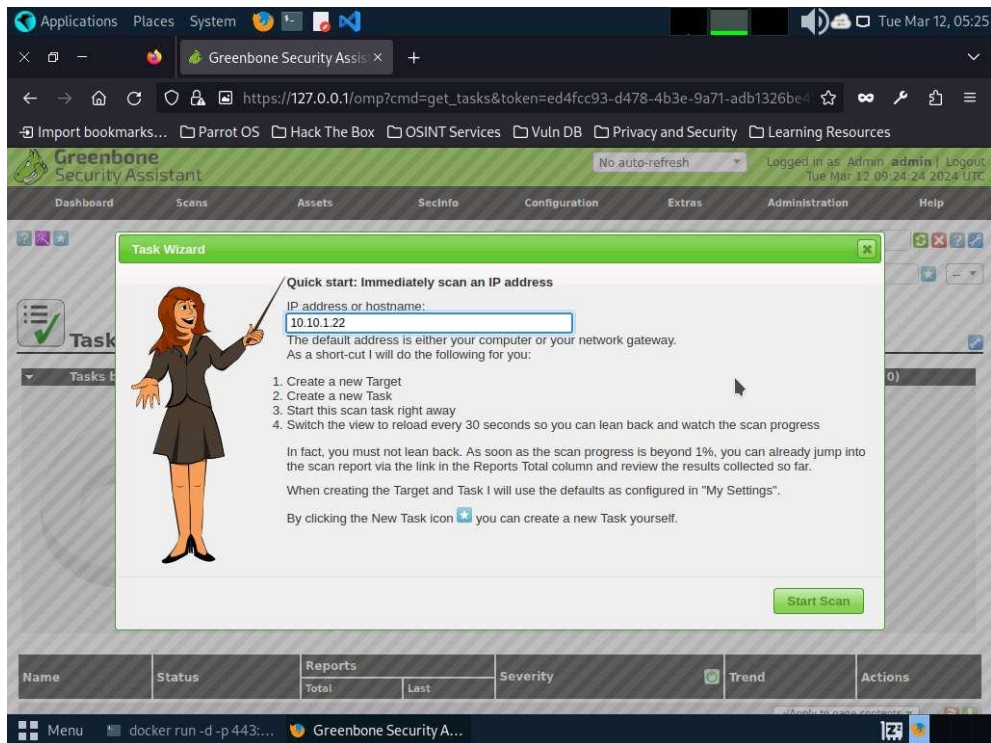 Applications Places System Tue Mar 12, 05:25
Greenbone Security Assis
https://127.0.0.1/omp?cmd=get_tasks&token=ed4fcc93-d478-4b3e-9a71-adb1326be4
Import bookmarks... Parrot OS Hack The Box OSINT Services Vuln DB Privacy and Security Learning Resources
Greenbone
Security Assistant
No auto-refresh
Logged in as Admin admin | Logout
Tue Mar 12 09:24:24 2024 UTC
Dashboard Scans Assets SecInfo Configuration Extras Administration Help
Task Wizard
Quick start: Immediately scan an IP address
IP address or hostname:
10.10.1.22
The default address is either your computer or your network gateway.
As a short-cut I will do the following for you:
1. Create a new Target
2. Create a new Task
3. Start this scan task right away
4. Switch the view to reload every 30 seconds so you can lean back and watch the scan progress
In fact, you must not lean back. As soon as the scan progress is beyond 1%, you can already jump into
the scan report via the link in the Reports Total column and review the results collected so far.
When creating the Target and Task I will use the defaults as configured in "My Settings".
By clicking the New Task icon you can create a new Task yourself.
Start Scan
Task
Tasks b
0)
Name Status Reports Severity Trend Actions
Total Last
√Apply to page contents
Menu docker run -d -p 443:... Greenbone Security A...